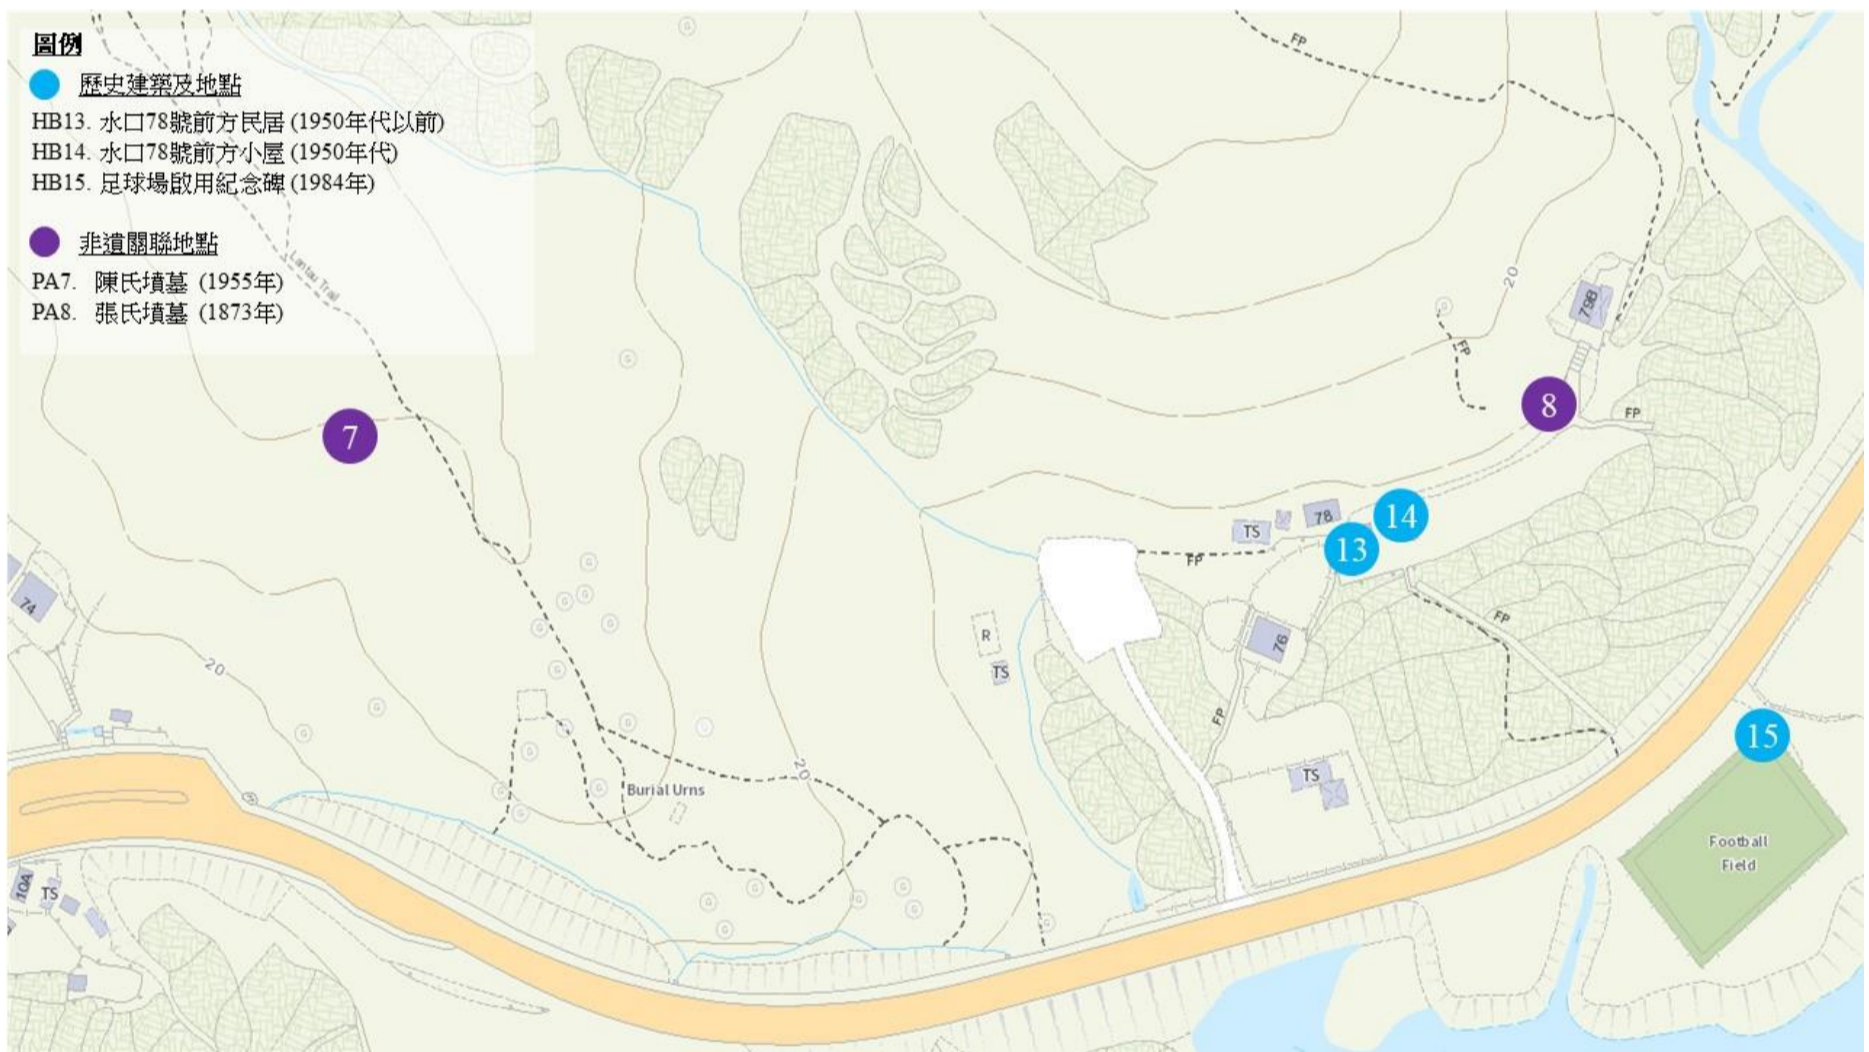 圖例
歷史建築及地點
HB13. 水口78號前方民居 (1950年代以前)
HB14. 水口78號前方小屋 (1950年代)
HB15. 足球場啟用紀念碑 (1984年)
非遺關聯地點
PA7. 陳氏墳墓 (1955年)
PA8. 張氏墳墓 (1873年)
FP
G
Lantau Trail
20
79B
G
FP
G
8
FP
7
14
78
TS
13
FP
G
74
G
G
G
G
FP
R
76
20
G
TS
G
FP
G
G
G
G
15
G
G
20
TS
G
G
Burial Urns
G
Football
Field
10A
TS
G
G
G
G
G
G
G